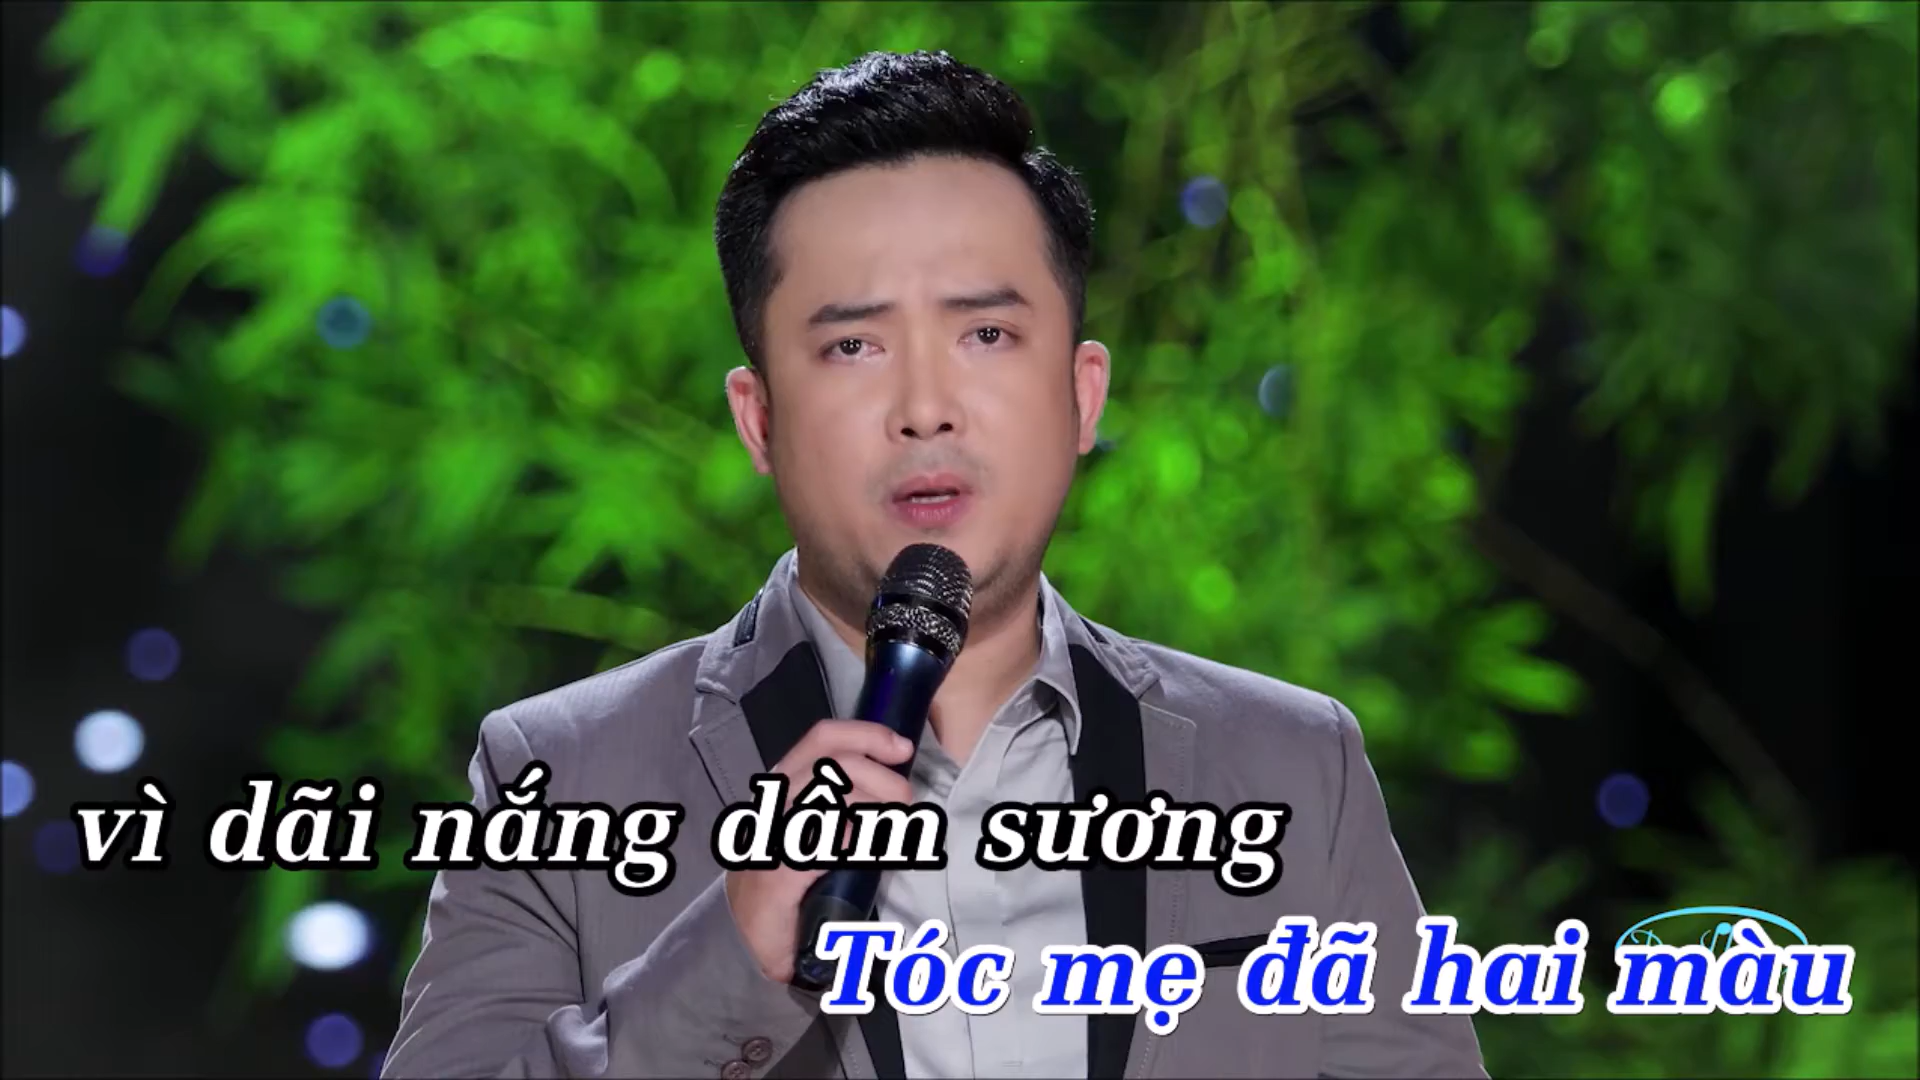 vì dãi nắng dầm sương
Tóc mẹ đã hai màu